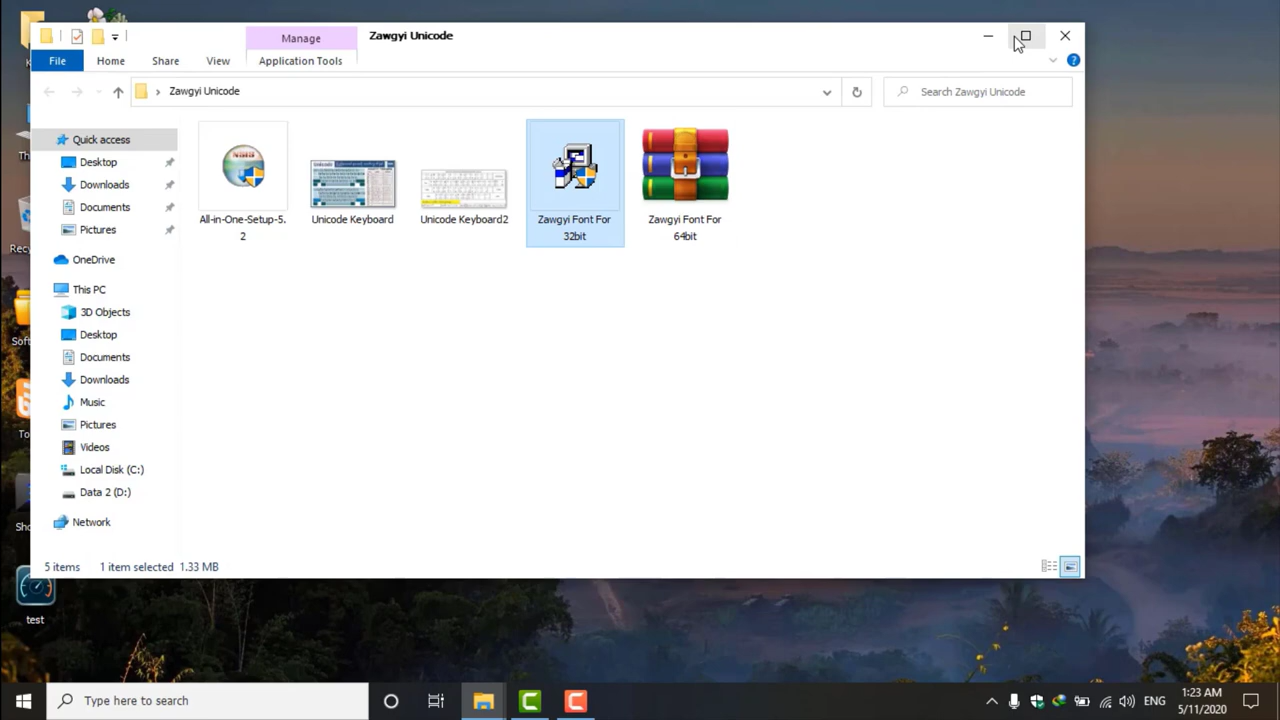 Manage
Zawgyi Unicode
File
Home
Share
View
Application Tools
Zawgyi Unicode
Search Zawgyi Unicode
Quick access
Desktop
Downloads
Documents
Pictures
OneDrive
This PC
3D Objects
Desktop
Documents
Downloads
Music
Pictures
Videos
Local Disk (C:)
Data 2 (D:)
Network
All-in-One-Setup-5.
2
Unicode Keyboard
Unicode Keyboard2
Zawgyi Font For
32bit
Zawgyi Font For
64bit
5 items
1 item selected
1.33 MB
test
Type here to search
ENG
1:23 AM
5/11/2020